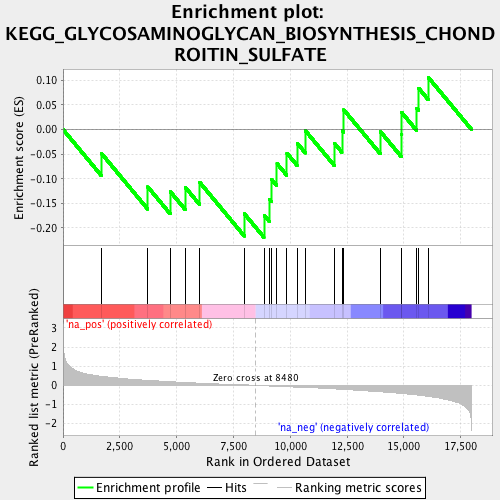 Enrichment plot:
KEGG_GLYCOSAMINOGLYCAN_BIOSYNTHESIS_CHOND
ROITIN_SULFATE
Enrichment score (ES)
0.10
0.05
0.00
-0.05
-0.10
-0.15
-0.20
'na_pos' (positively correlated)
Ranked list metric (PreRanked)
3
2
1
0
-1
-2
Zero cross at 8480
'na_neg' (negatively correlated)
0 2,500 5,000 7,500 10,000 12,500 15,000 17,500
Rank in Ordered Dataset
Enrichment profile Hits Ranking metric scores